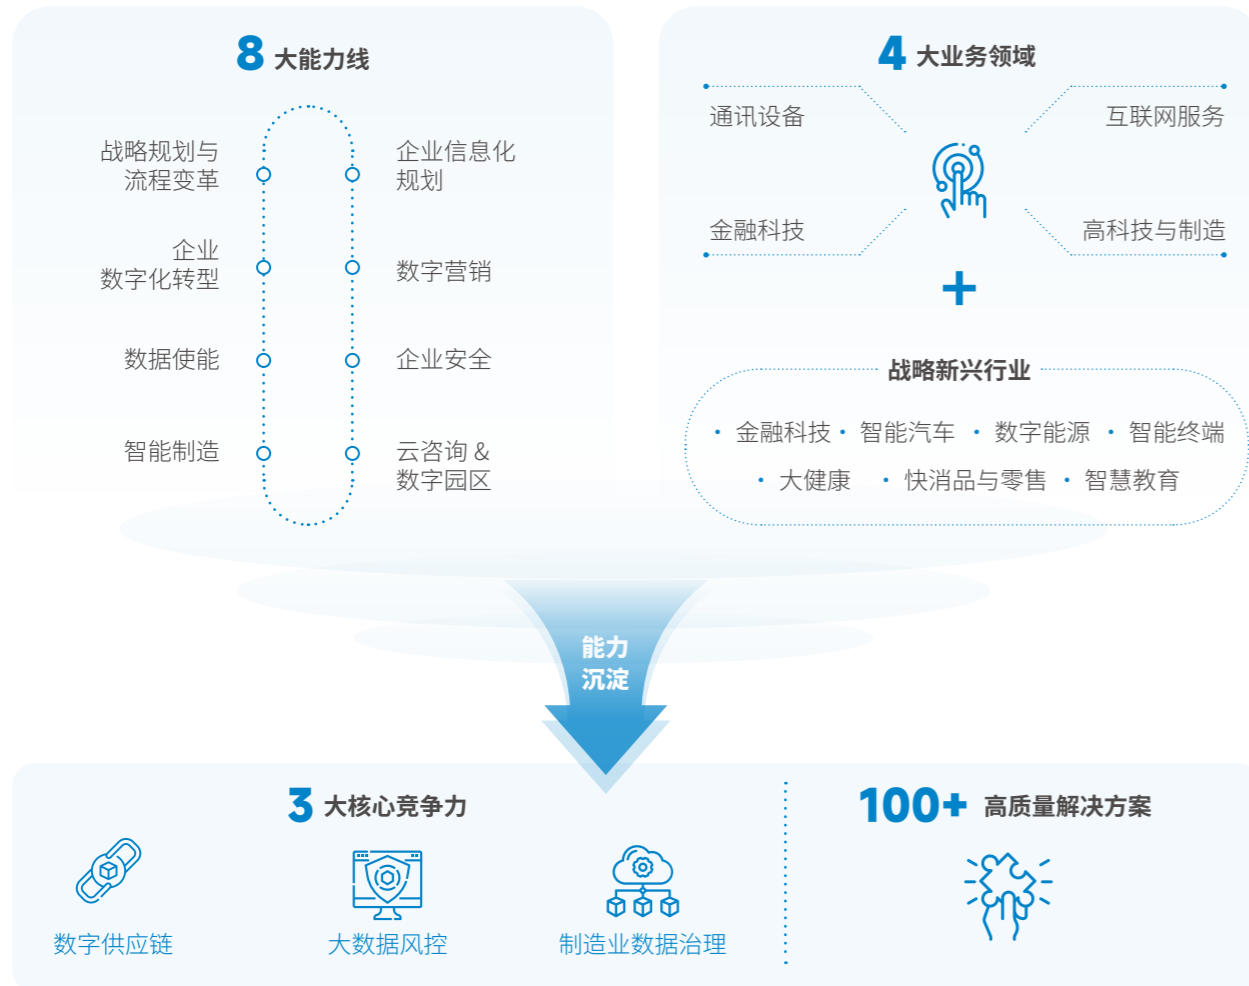 8 大能力线
战略规划与
流程变革
企业信息化
规划
企业
数字化转型
数字营销
数据使能
企业安全
智能制造
云咨询 &
数字园区
4 大业务领域
通讯设备
互联网服务
金融科技
高科技与制造
+
战略新兴行业
• 金融科技 • 智能汽车 • 数字能源 • 智能终端
• 大健康 • 快消品与零售 • 智慧教育
能力
沉淀
3 大核心竞争力
数字供应链
大数据风控
制造业数据治理
100+ 高质量解决方案